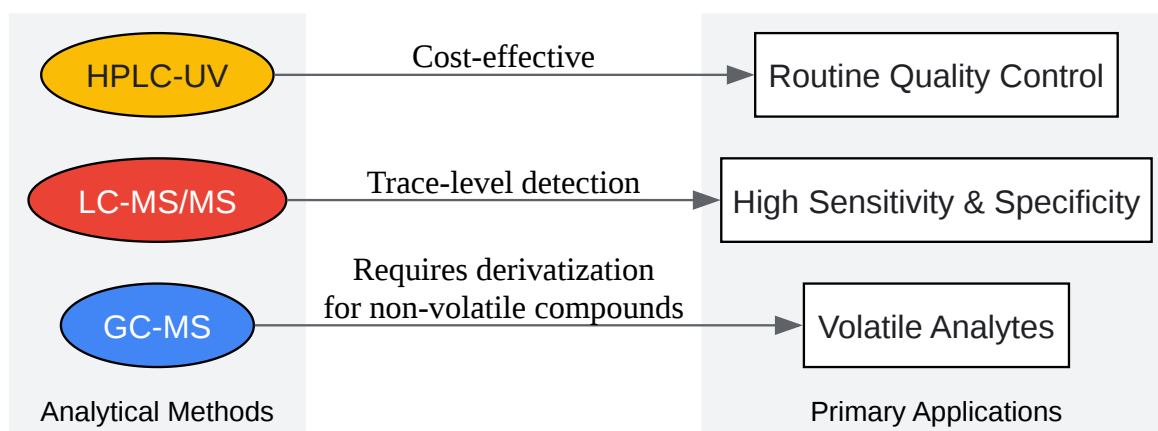 HPLC-UV
Cost-effective
Routine Quality Control
LC-MS/MS
Trace-level detection
High Sensitivity & Specificity
GC-MS
Requires derivatization
for non-volatile compounds
Volatile Analytes
Analytical Methods
Primary Applications